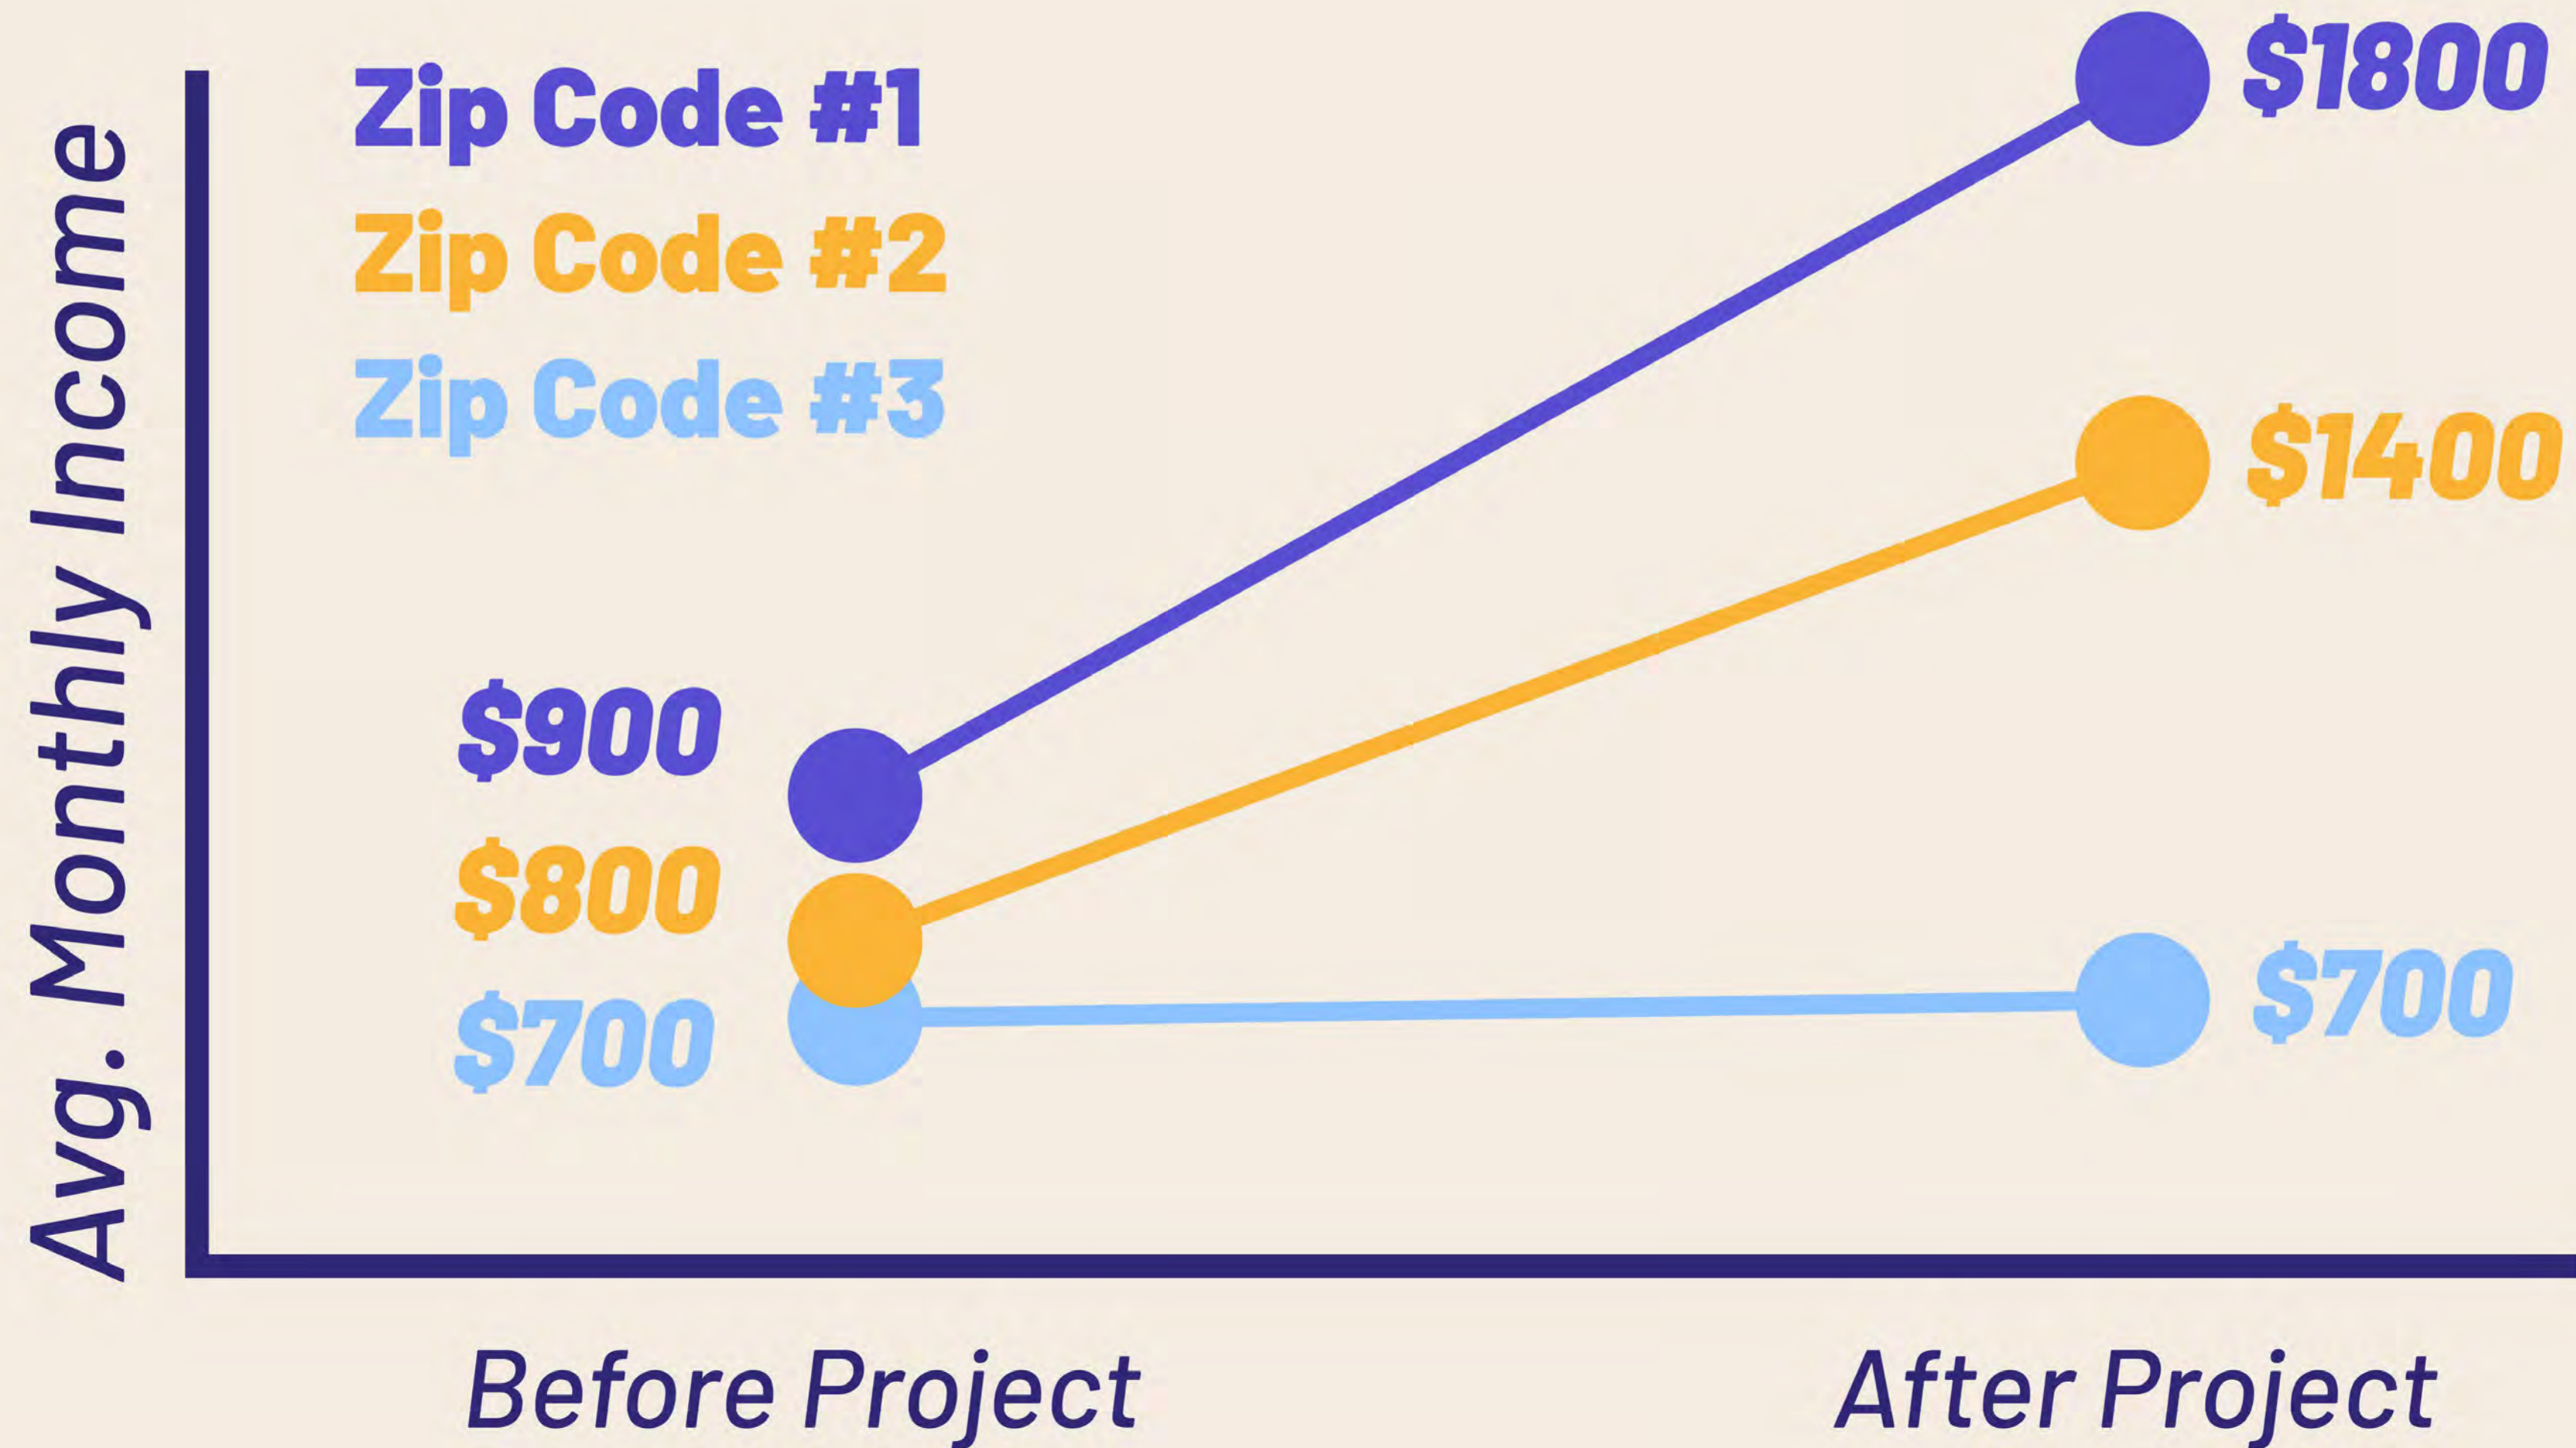 Avg. Monthly Income
Zip Code #1
Zip Code #2
Zip Code #3
$900
$800
$700
$1800
$1400
$700
Before Project
After Project